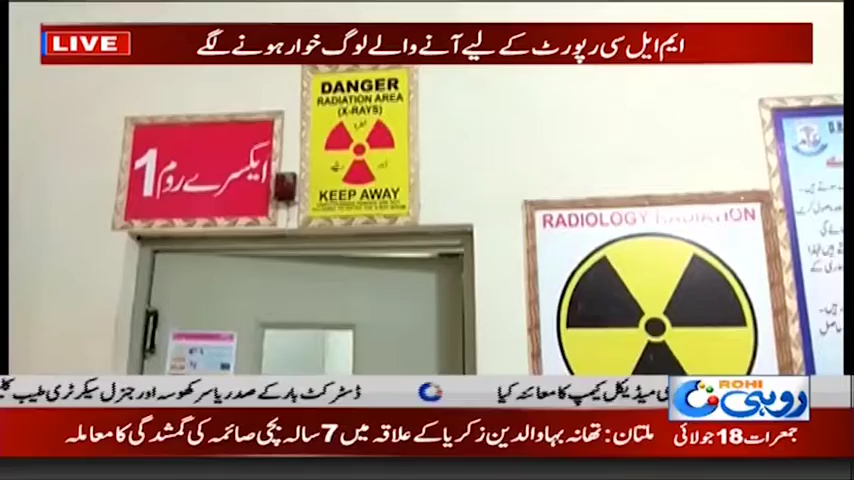 LIVE
ایم ایل سی رپورٹ کے لیے آنے والے لوگ خوار ہونے لگے
DANGER
RADIATION AREA
(X-RAYS)
خطرہ
KEEP AWAY
ایکسرے روم 1
RADIOLOGY RADIATION
ڈسٹرکٹ بار کے صدر یاسر کھوسہ اور جنرل سیکرٹری طیب
میڈیکل کیمپ کا معائنہ کیا
ROHI
روہی
ملتان: تھانہ بہاوالدین زکریا کے علاقہ میں 7 سالہ بچی صائمہ کی گمشدگی کا معاملہ
جمعرات 18 جولائی